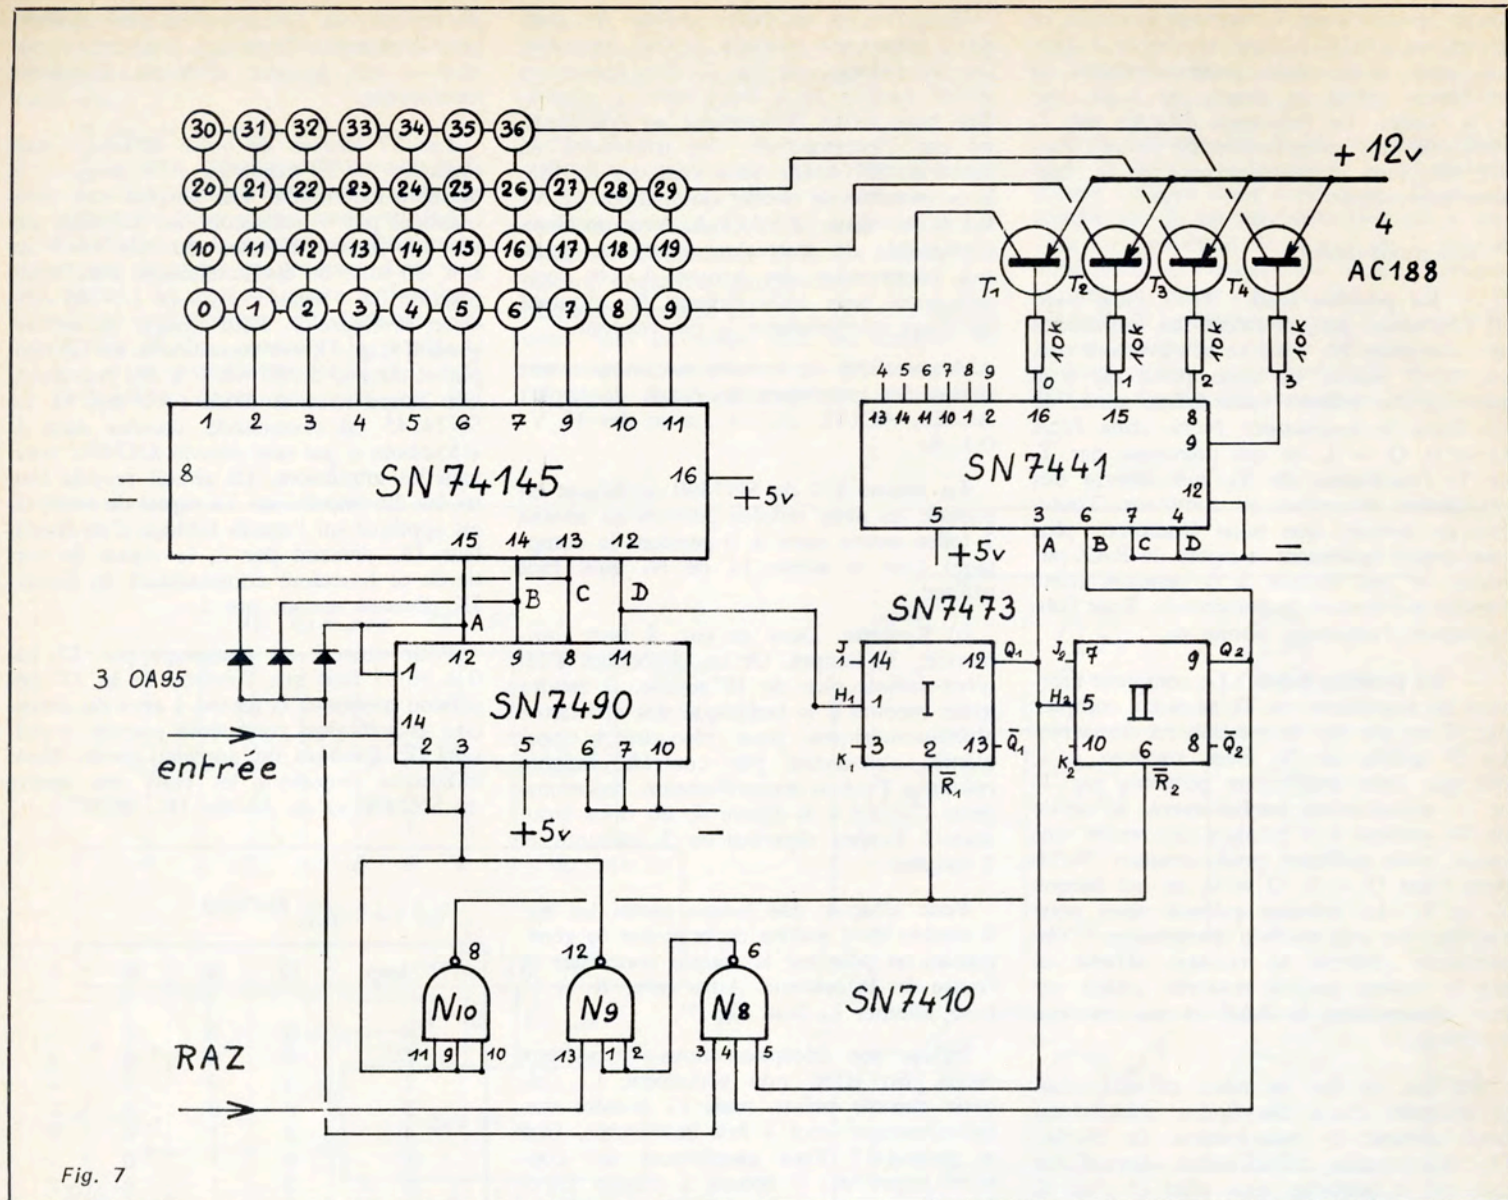 30 31 32 33 34 35 36
+ 12v
20 21 22 23 24 25 26 27 28 29
4
10 11 12 13 14 15 16 17 18 19
AC188
T1 T2 T3 T4
0 1 2 3 4 5 6 7 8 9
10k 10k 10k 10k
4 5 6 7 8 9
0 1 2 3
1 2 3 4 5 6 7 9 10 11
13 14 11 10 1 2
16 15 8
9
8 SN74145 16
SN7441
12
— +5v
15 14 13 12
5 3 6 7 4
+5v A B C D —
A B C D
SN7473
12 9 8 11
1
J1 14 12 Q1
J2 7 9 Q2
3 OA95
SN7490
H1 1 I
H2 5 II
14
3 2 13 Q̅1
10 6 8 Q̅2
2 3 5 6 7 10
K1 R̅1
K2 R̅2
entrée
+5v —
8 12 6
N10 N9 N8
SN7410
11 9 10 13 1 2 3 4 5
RAZ
Fig. 7